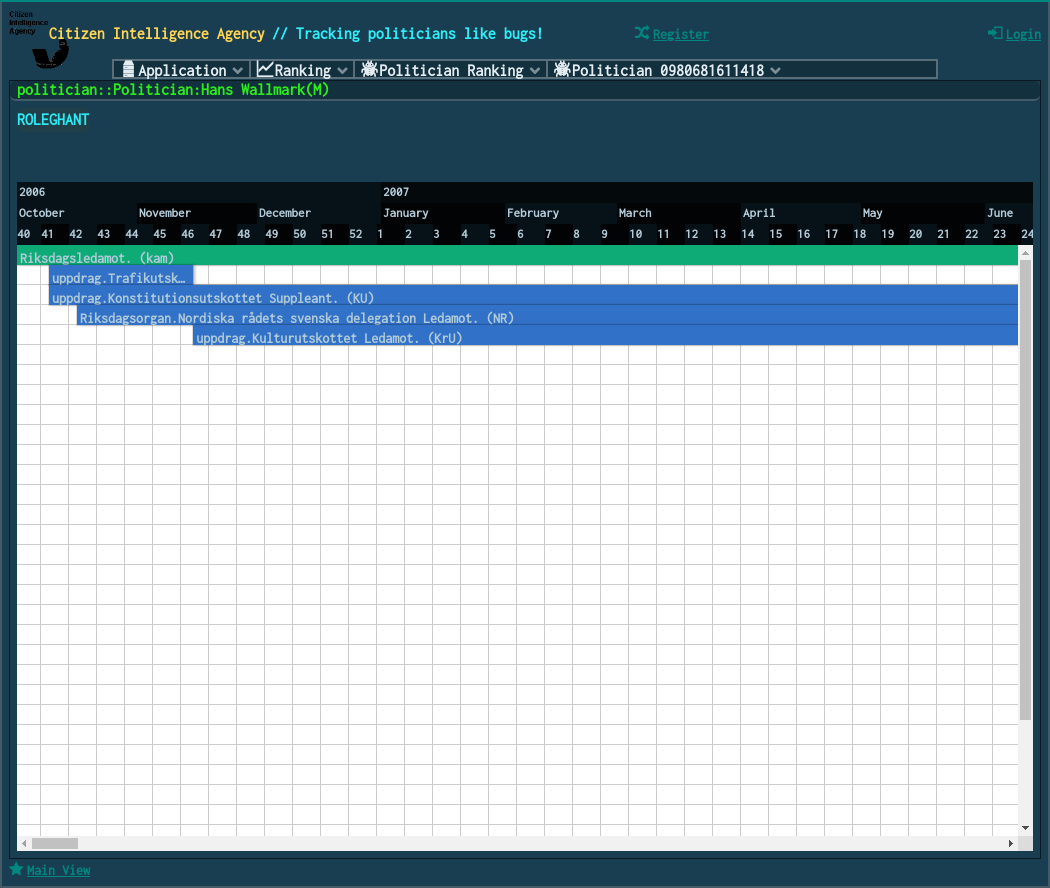 Citizen
Intelligence
Agency
Citizen Intelligence Agency // Tracking politicians like bugs!
Register
Login
Application
Ranking
Politician Ranking
Politician 0980681611418
politician::Politician:Hans Wallmark(M)
ROLEGHANT
2006 2007
October November December January February March April May June
40 41 42 43 44 45 46 47 48 49 50 51 52 1 2 3 4 5 6 7 8 9 10 11 12 13 14 15 16 17 18 19 20 21 22 23 24
Riksdagsledamot. (kam)
uppdrag.Trafikutsk…
uppdrag.Konstitutionsutskottet Suppleant. (KU)
Riksdagsorgan.Nordiska rådets svenska delegation Ledamot. (NR)
uppdrag.Kulturutskottet Ledamot. (KrU)
Main View